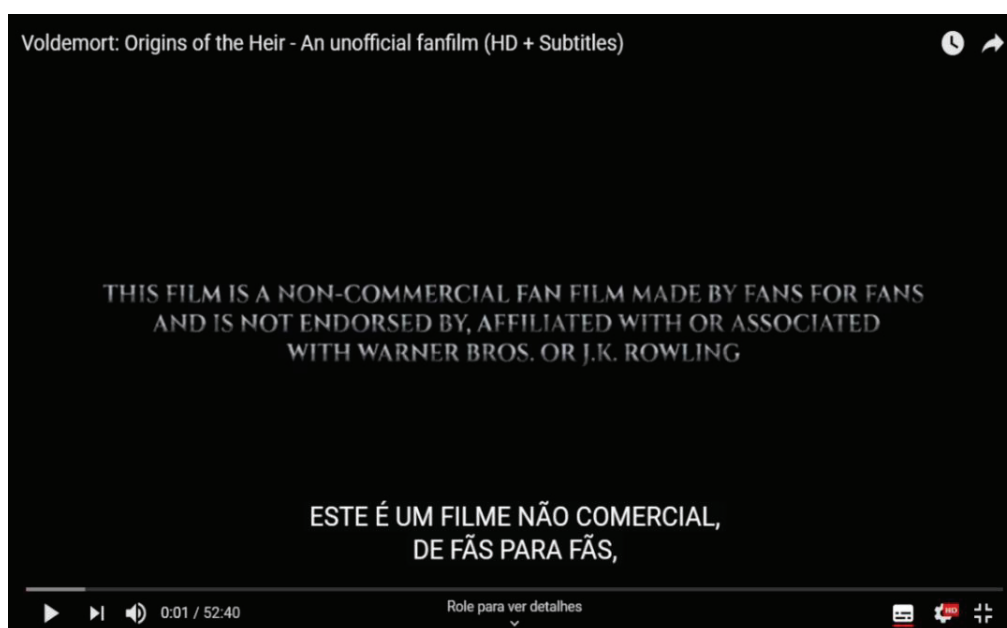 Voldemort: Origins of the Heir - An unofficial fanfilm (HD + Subtitles)
THIS FILM IS A NON-COMMERCIAL FAN FILM MADE BY FANS FOR FANS
AND IS NOT ENDORSED BY, AFFILIATED WITH OR ASSOCIATED
WITH WARNER BROS. OR J.K. ROWLING
ESTE É UM FILME NÃO COMERCIAL,
DE FÃS PARA FÃS,
0:01 / 52:40
Role para ver detalhes
HD